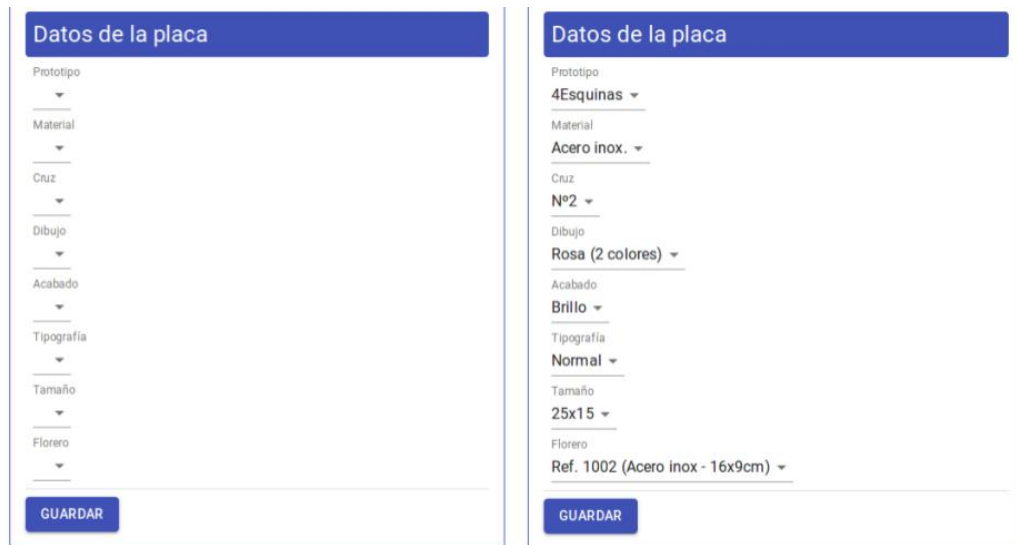 Datos de la placa
Prototipo
Material
Cruz
Dibujo
Acabado
Tipografía
Tamaño
Florero
GUARDAR
Datos de la placa
Prototipo
4Esquinas
Material
Acero inox.
Cruz
Nº2
Dibujo
Rosa (2 colores)
Acabado
Brillo
Tipografía
Normal
Tamaño
25x15
Florero
Ref. 1002 (Acero inox - 16x9cm)
GUARDAR